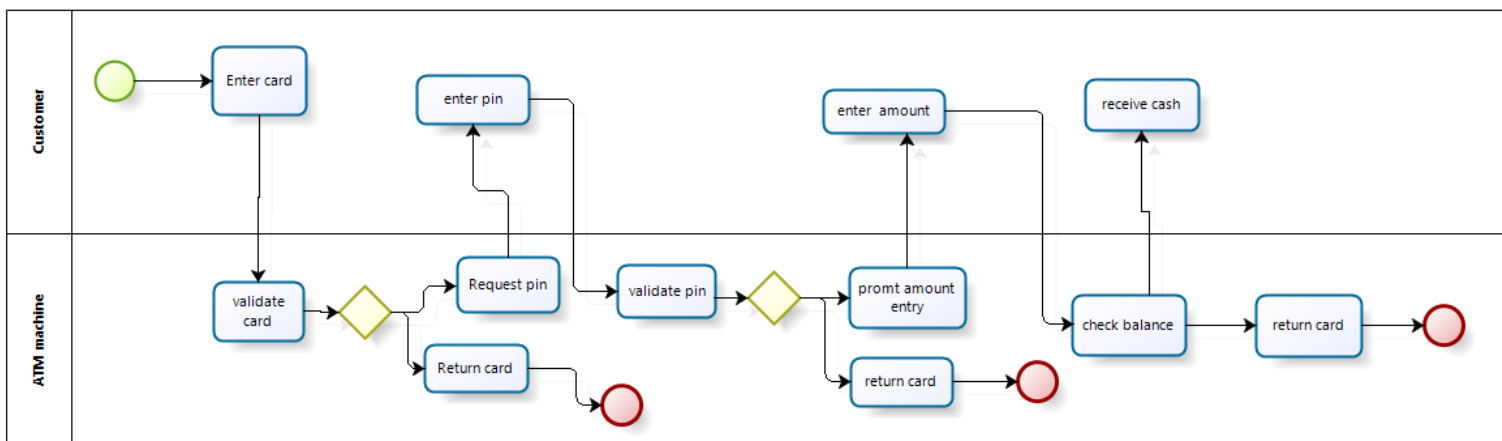 Customer
Enter card
enter pin
enter  amount
receive cash
ATM machine
validate
card
Request pin
Return card
validate pin
promt amount
entry
return card
check balance
return card